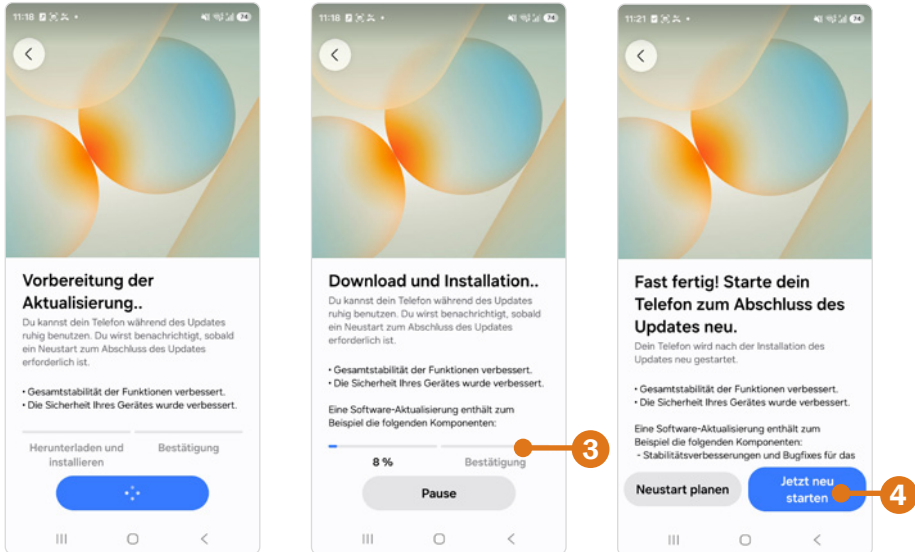 11:18
24
Vorbereitung der
Aktualisierung..
Du kannst dein Telefon während des Updates
ruhig benutzen. Du wirst benachrichtigt, sobald
ein Neustart zum Abschluss des Updates
erforderlich ist.
• Gesamtstabilität der Funktionen verbessert.
• Die Sicherheit Ihres Gerätes wurde verbessert.
Herunterladen und
installieren
Bestätigung
11:18
24
Download und Installation..
Du kannst dein Telefon während des Updates
ruhig benutzen. Du wirst benachrichtigt, sobald
ein Neustart zum Abschluss des Updates
erforderlich ist.
• Gesamtstabilität der Funktionen verbessert.
• Die Sicherheit Ihres Gerätes wurde verbessert.
Eine Software-Aktualisierung enthält zum
Beispiel die folgenden Komponenten:
3
8 %
Bestätigung
Pause
11:21
Fast fertig! Starte dein
Telefon zum Abschluss des
Updates neu.
Dein Telefon wird nach der Installation des
Updates neu gestartet.
• Gesamtstabilität der Funktionen verbessert.
• Die Sicherheit Ihres Gerätes wurde verbessert.
Eine Software-Aktualisierung enthält zum
Beispiel die folgenden Komponenten:
- Stabilitätsverbesserungen und Bugfixes für das
Neustart planen
Jetzt neu
starten
4